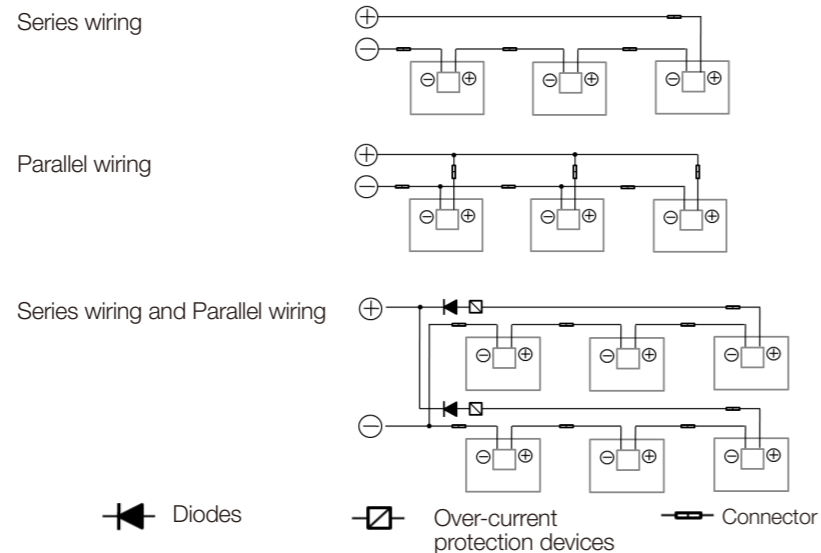 Series wiring
Parallel wiring
Series wiring and Parallel wiring
Diodes
Over-current
protection devices
Connector